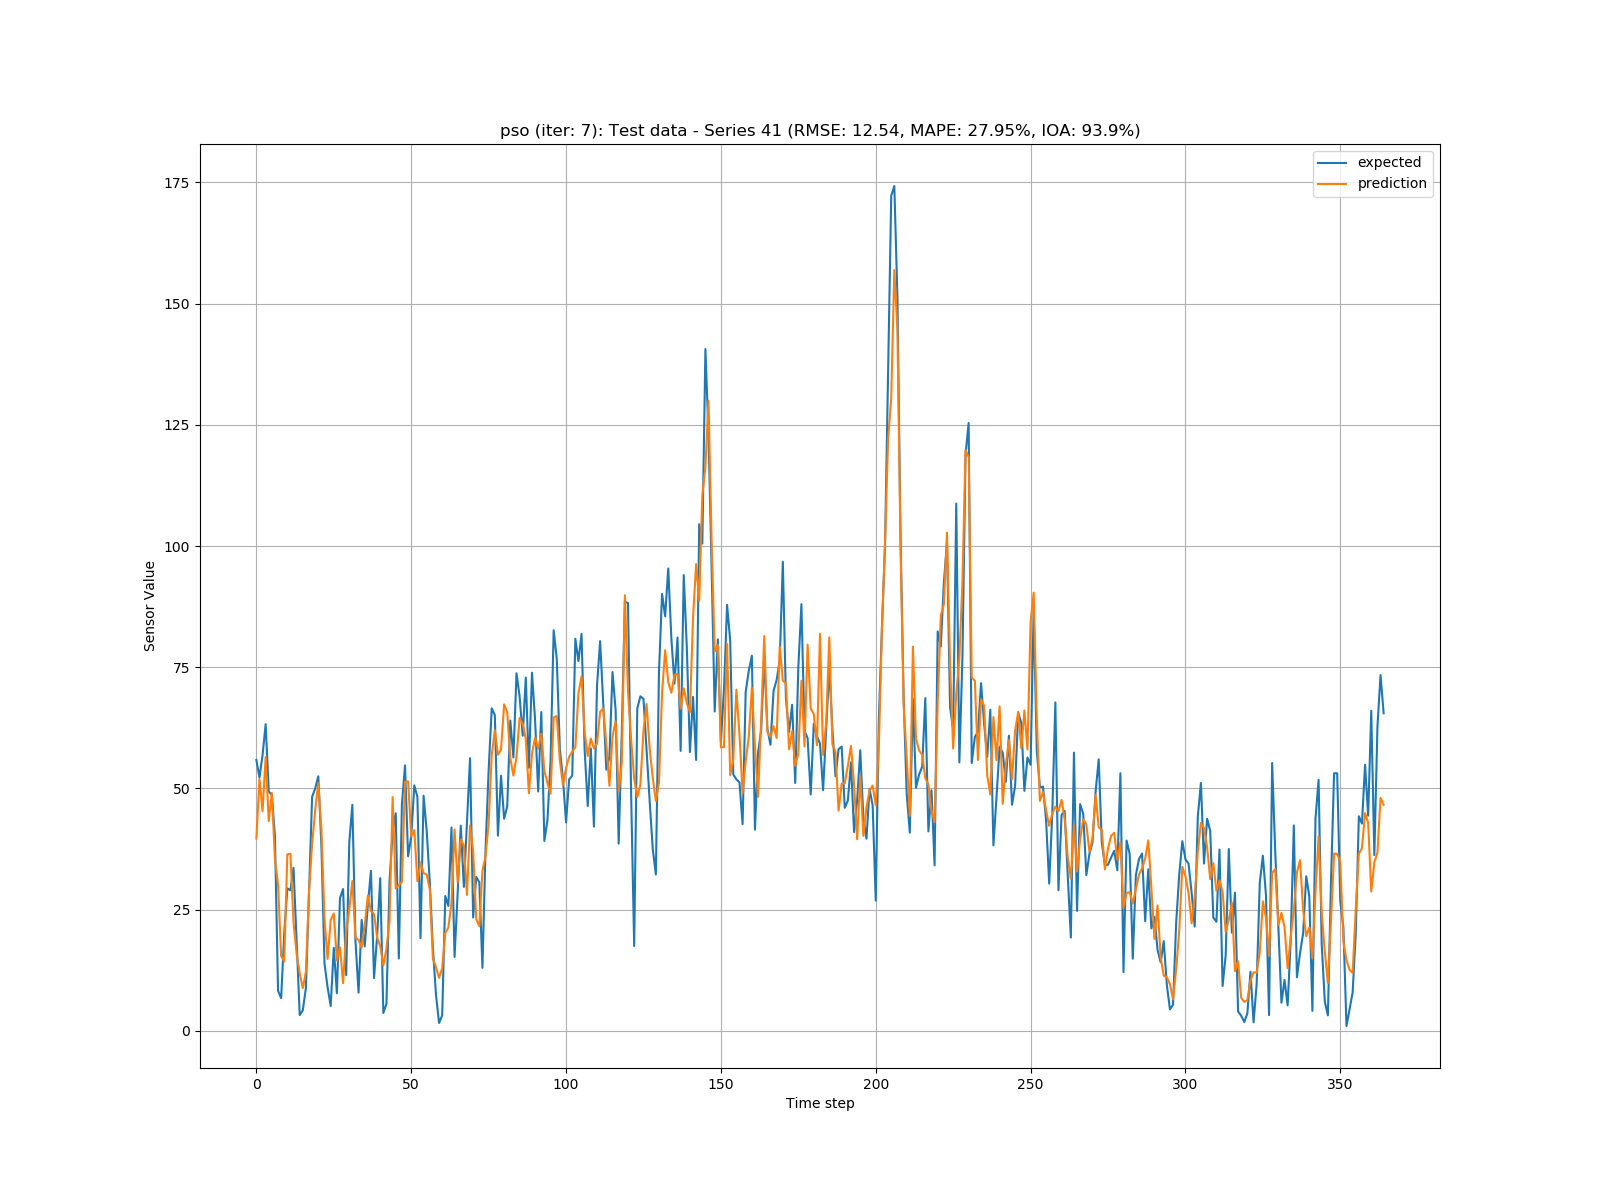 pso (iter: 7): Test data - Series 41 (RMSE: 12.54, MAPE: 27.95%, IOA: 93.9%)
expected
prediction
175
150
125
100
75
50
25
0
Sensor Value
0 50 100 150 200 250 300 350
Time step